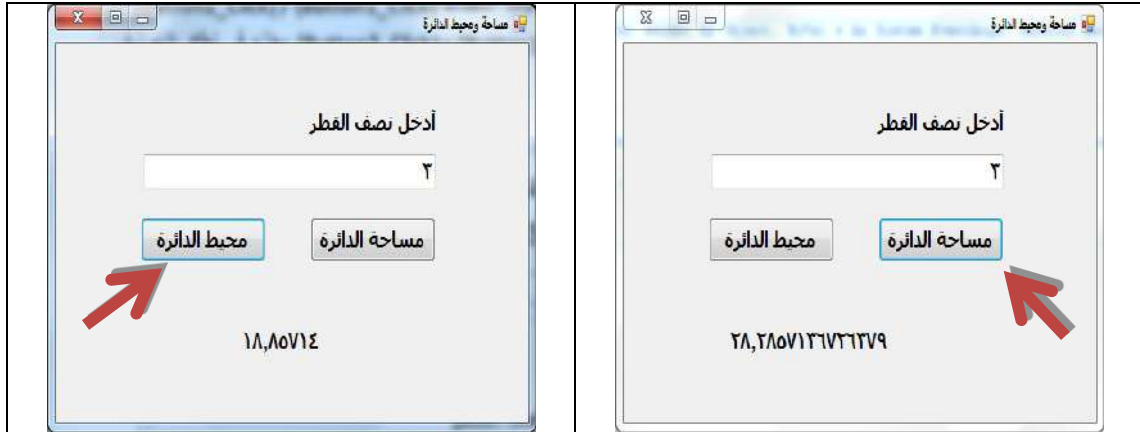 مساحة ومحيط الدائرة
أدخل نصف القطر
٣
مساحة الدائرة محيط الدائرة
٢٨,٢٨٥٧١٣٦٧٢٦٣٧٩
مساحة ومحيط الدائرة
أدخل نصف القطر
٣
مساحة الدائرة محيط الدائرة
١٨,٨٥٧١٤